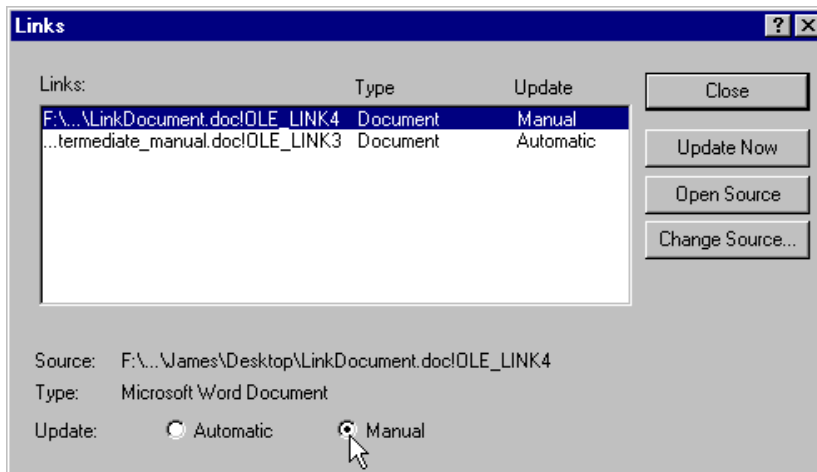 Links
Links: Type Update
F:\...\LinkDocument.doc!OLE_LINK4 Document Manual
...termediate_manual.doc!OLE_LINK3 Document Automatic
Close
Update Now
Open Source
Change Source...
Source: F:\...\James\Desktop\LinkDocument.doc!OLE_LINK4
Type: Microsoft Word Document
Update: Automatic Manual